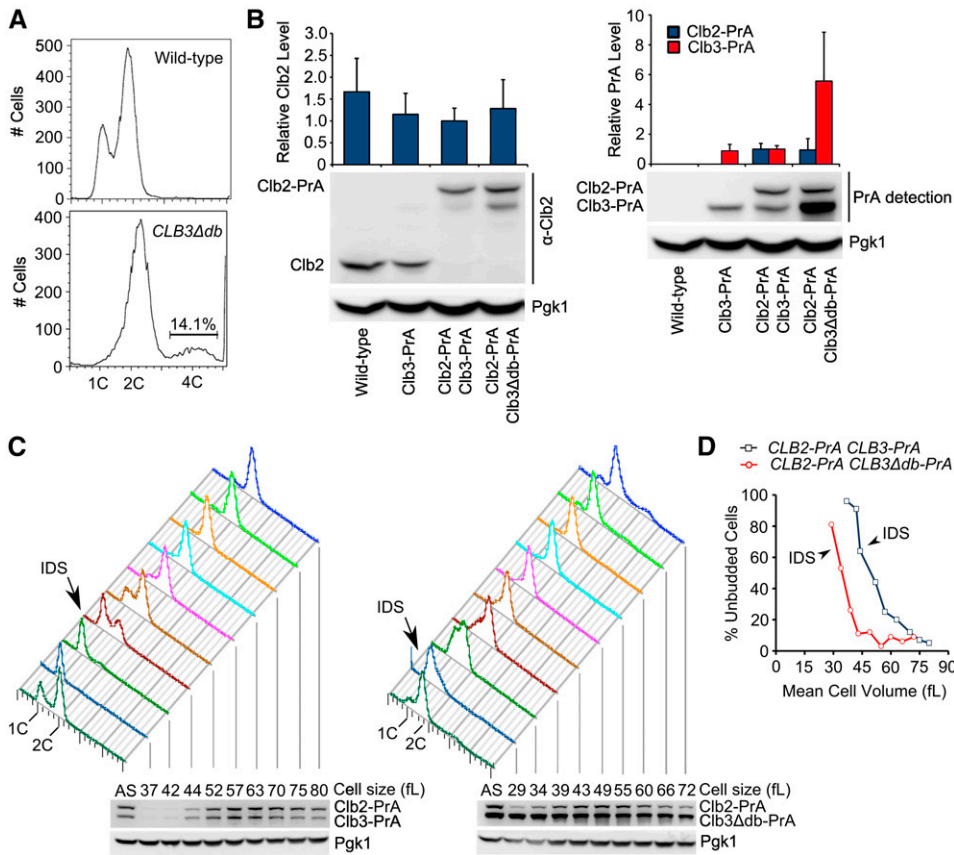 A
Wild-type
# Cells
500
400
300
200
100
0
CLB3Δdb
# Cells
400
300
200
100
0
14.1%
1C 2C 4C
B
Relative Clb2 Level
3.0
2.5
2.0
1.5
1.0
0.5
0
Clb2-PrA
Clb2
α-Clb2
Pgk1
Wild-type
Clb3-PrA
Clb2-PrA
Clb3-PrA
Clb2-PrA
Clb3Δdb-PrA
Relative PrA Level
10
8
6
4
2
0
Clb2-PrA
Clb3-PrA
Clb2-PrA
Clb3-PrA
PrA detection
Pgk1
Wild-type
Clb3-PrA
Clb2-PrA
Clb3-PrA
Clb2-PrA
Clb3Δdb-PrA
C
IDS
1C
2C
AS 37 42 44 52 57 63 70 75 80 Cell size (fL)
Clb2-PrA
Clb3-PrA
Pgk1
IDS
1C
2C
AS 29 34 39 43 49 55 60 66 72 Cell size (fL)
Clb2-PrA
Clb3Δdb-PrA
Pgk1
D
CLB2-PrA CLB3-PrA
CLB2-PrA CLB3Δdb-PrA
% Unbudded Cells
100
80
60
40
20
0
IDS
IDS
0 15 30 45 60 75 90
Mean Cell Volume (fL)